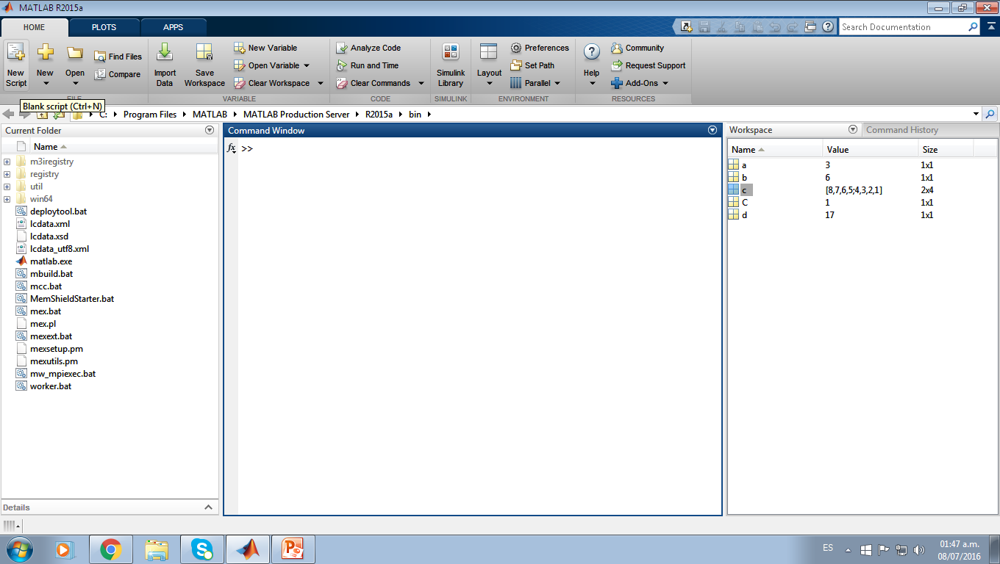 MATLAB R2015a
HOME PLOTS APPS
Search Documentation
New Script
New
Open
Find Files
Compare
Import Data
Save Workspace
New Variable
Open Variable
Clear Workspace
Analyze Code
Run and Time
Clear Commands
Simulink Library
Layout
Preferences
Set Path
Parallel
Help
Community
Request Support
Add-Ons
VARIABLE CODE SIMULINK ENVIRONMENT RESOURCES
Blank script (Ctrl+N)
C: Program Files MATLAB MATLAB Production Server R2015a bin
Current Folder
Name
m3iregistry
registry
util
win64
deploytool.bat
lcdata.xml
lcdata.xsd
lcdata_utf8.xml
matlab.exe
mbuild.bat
mcc.bat
MemShieldStarter.bat
mex.bat
mex.pl
mexext.bat
mexsetup.pm
mexutils.pm
mw_mpiexec.bat
worker.bat
Details
Command Window
fx >>
Workspace Command History
Name Value Size
a 3 1x1
b 6 1x1
c [8,7,6,5;4,3,2,1] 2x4
C 1 1x1
d 17 1x1
ES
01:47 a.m.
08/07/2016